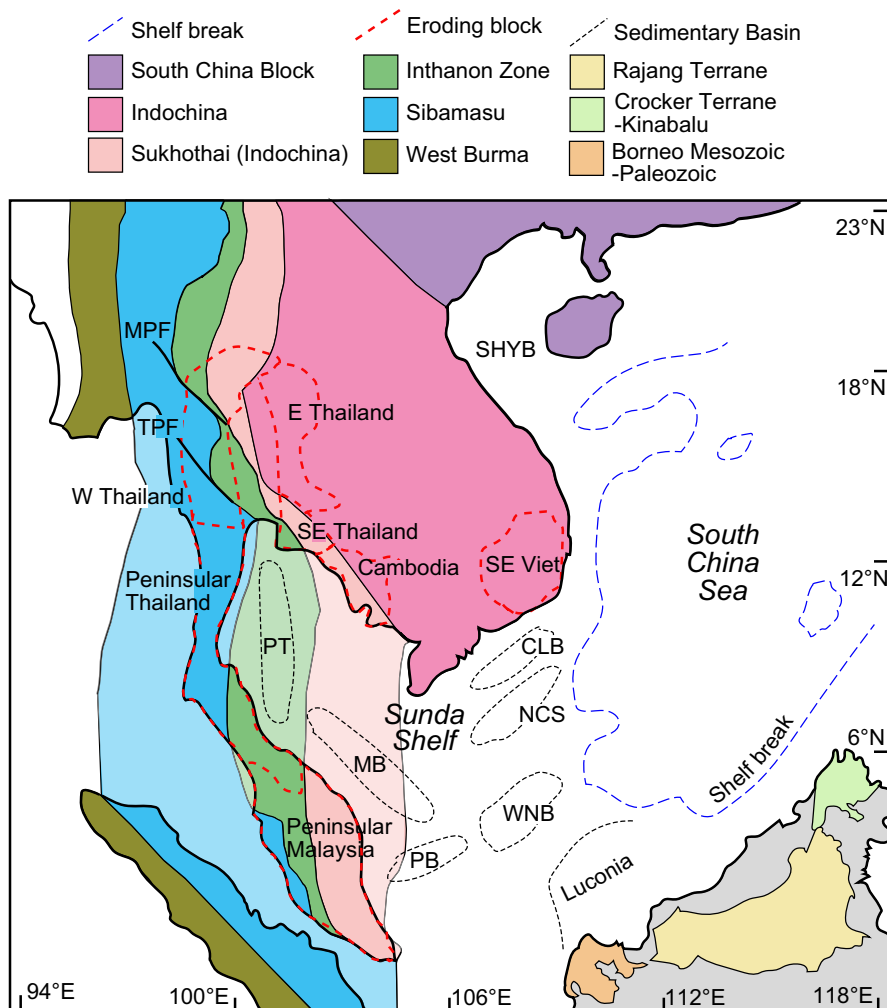 Shelf break
Eroding block
Sedimentary Basin
South China Block
Inthanon Zone
Rajang Terrane
Indochina
Sibamasu
Crocker Terrane
-Kinabalu
Sukhothai (Indochina)
West Burma
Borneo Mesozoic
-Paleozoic
23°N
MPF
SHYB
18°N
TPF
E Thailand
W Thailand
SE Thailand
South
China
Sea
Cambodia
SE Viet
12°N
Peninsular
Thailand
PT
CLB
NCS
Sunda
Shelf
6°N
MB
Shelf break
WNB
Peninsular
Malaysia
PB
Luconia
94°E
100°E
106°E
112°E
118°E